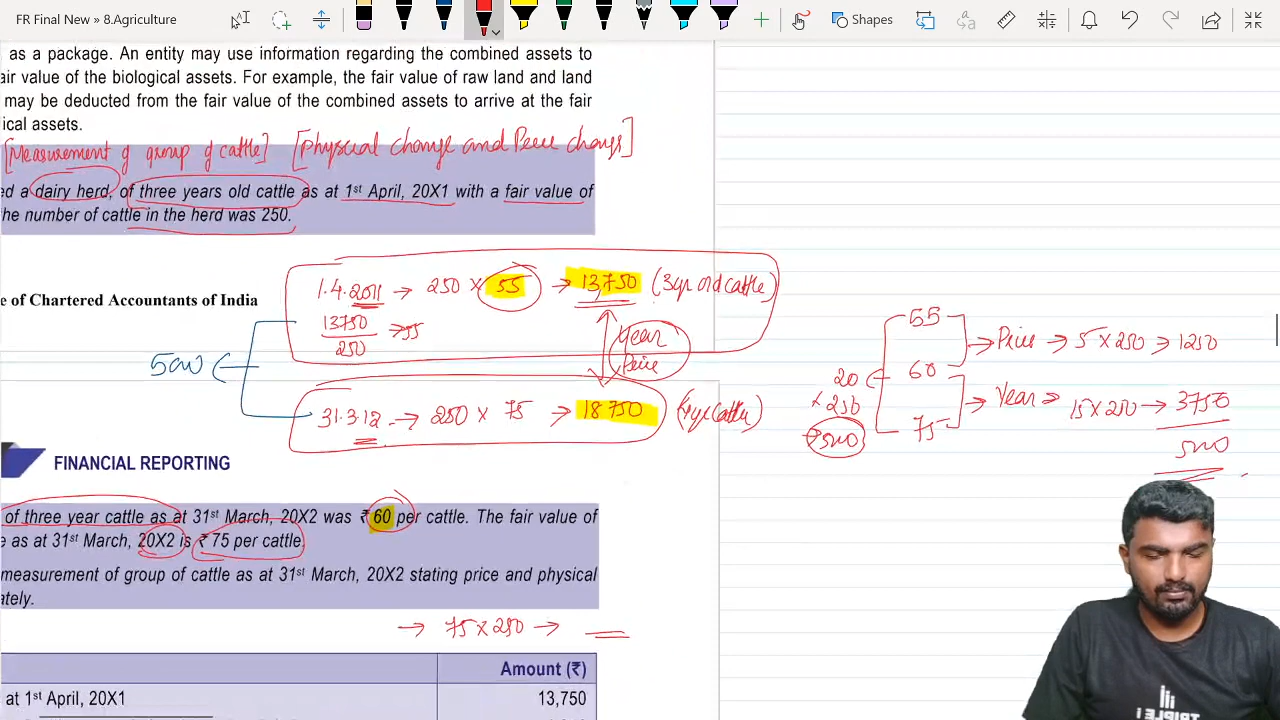 FR Final New > 8.Agriculture
Shapes
as a package. An entity may use information regarding the combined assets to
air value of the biological assets. For example, the fair value of raw land and land
may be deducted from the fair value of the combined assets to arrive at the fair
ical assets.
[Measurement of group of cattle] [Physical change and Price change]
ed a dairy herd, of three years old cattle as at 1st April, 20X1 with a fair value of
the number of cattle in the herd was 250.
1.4.2011 → 250 × 55 → 13,750 (3yr old cattle)
13750
250
→ 55
e of Chartered Accountants of India
Year
Price
5000
31.3.12 → 250 × 75 → 18750 (4yr Cattle)
55
60
75
→ Price → 5 × 250 → 1250
→ Year → 15 × 250 → 3750
20
× 250
FINANCIAL REPORTING
of three year cattle as at 31st March, 20X2 was ₹ 60 per cattle. The fair value of
e as at 31st March, 20X2 is ₹ 75 per cattle.
measurement of group of cattle as at 31st March, 20X2 stating price and physical
ately.
→ 75 × 250 →
Amount (₹)
at 1st April, 20X1 13,750
TRIPLE I